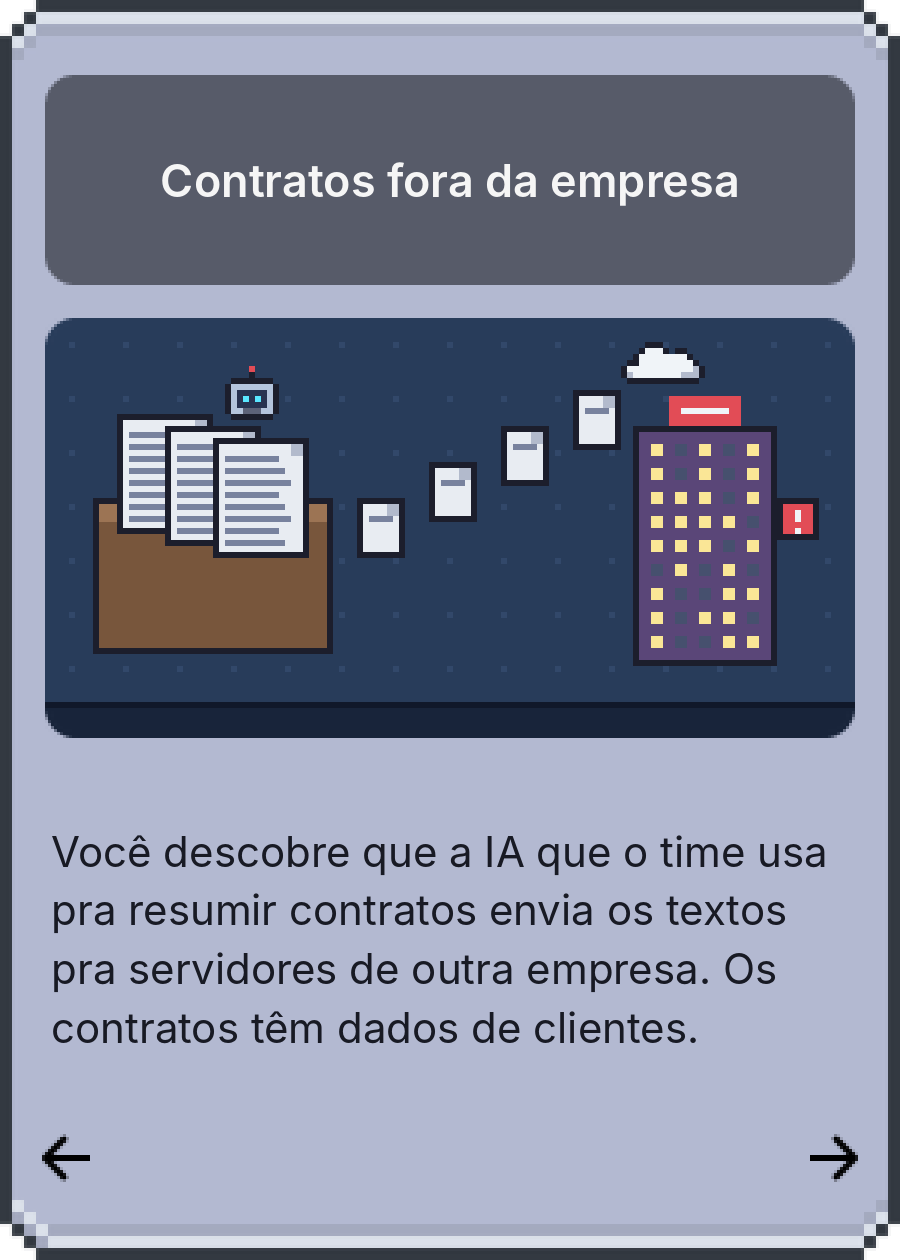 Contratos fora da empresa
!
Você descobre que a IA que o time usa
pra resumir contratos envia os textos
pra servidores de outra empresa. Os
contratos têm dados de clientes.